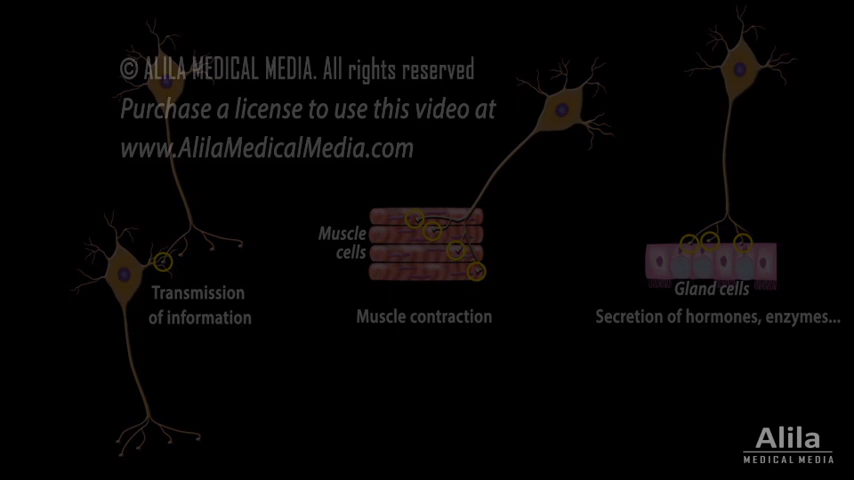 © ALILA MEDICAL MEDIA. All rights reserved
Purchase a license to use this video at
www.AlilaMedicalMedia.com
Muscle
cells
Transmission
of information
Muscle contraction
Gland cells
Secretion of hormones, enzymes...
Alila
MEDICAL MEDIA